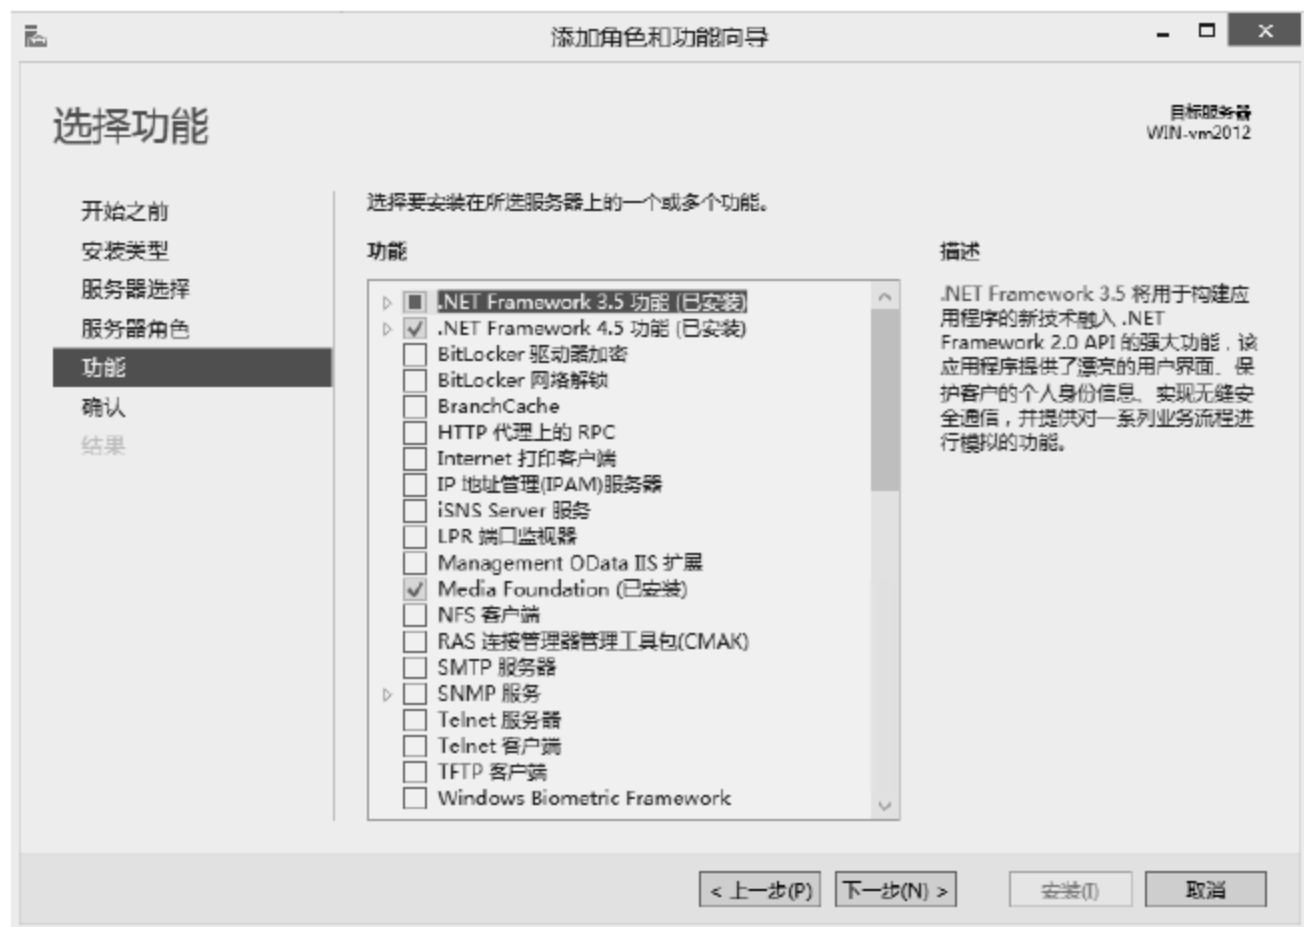 添加角色和功能向导
选择功能
目标服务器
WIN-vm2012
开始之前
安装类型
服务器选择
服务器角色
功能
确认
结果
选择要安装在所选服务器上的一个或多个功能。
功能
.NET Framework 3.5 功能 (已安装)
.NET Framework 4.5 功能 (已安装)
BitLocker 驱动器加密
BitLocker 网络解锁
BranchCache
HTTP 代理上的 RPC
Internet 打印客户端
IP 地址管理(IPAM)服务器
iSNS Server 服务
LPR 端口监视器
Management OData IIS 扩展
Media Foundation (已安装)
NFS 客户端
RAS 连接管理器管理工具包(CMAK)
SMTP 服务器
SNMP 服务
Telnet 服务器
Telnet 客户端
TFTP 客户端
Windows Biometric Framework
描述
.NET Framework 3.5 将用于构建应
用程序的新技术融入 .NET
Framework 2.0 API 的强大功能，该
应用程序提供了漂亮的用户界面、保
护客户的个人身份信息、实现无缝安
全通信，并提供对一系列业务流程进
行模拟的功能。
< 上一步(P)
下一步(N) >
安装(I)
取消